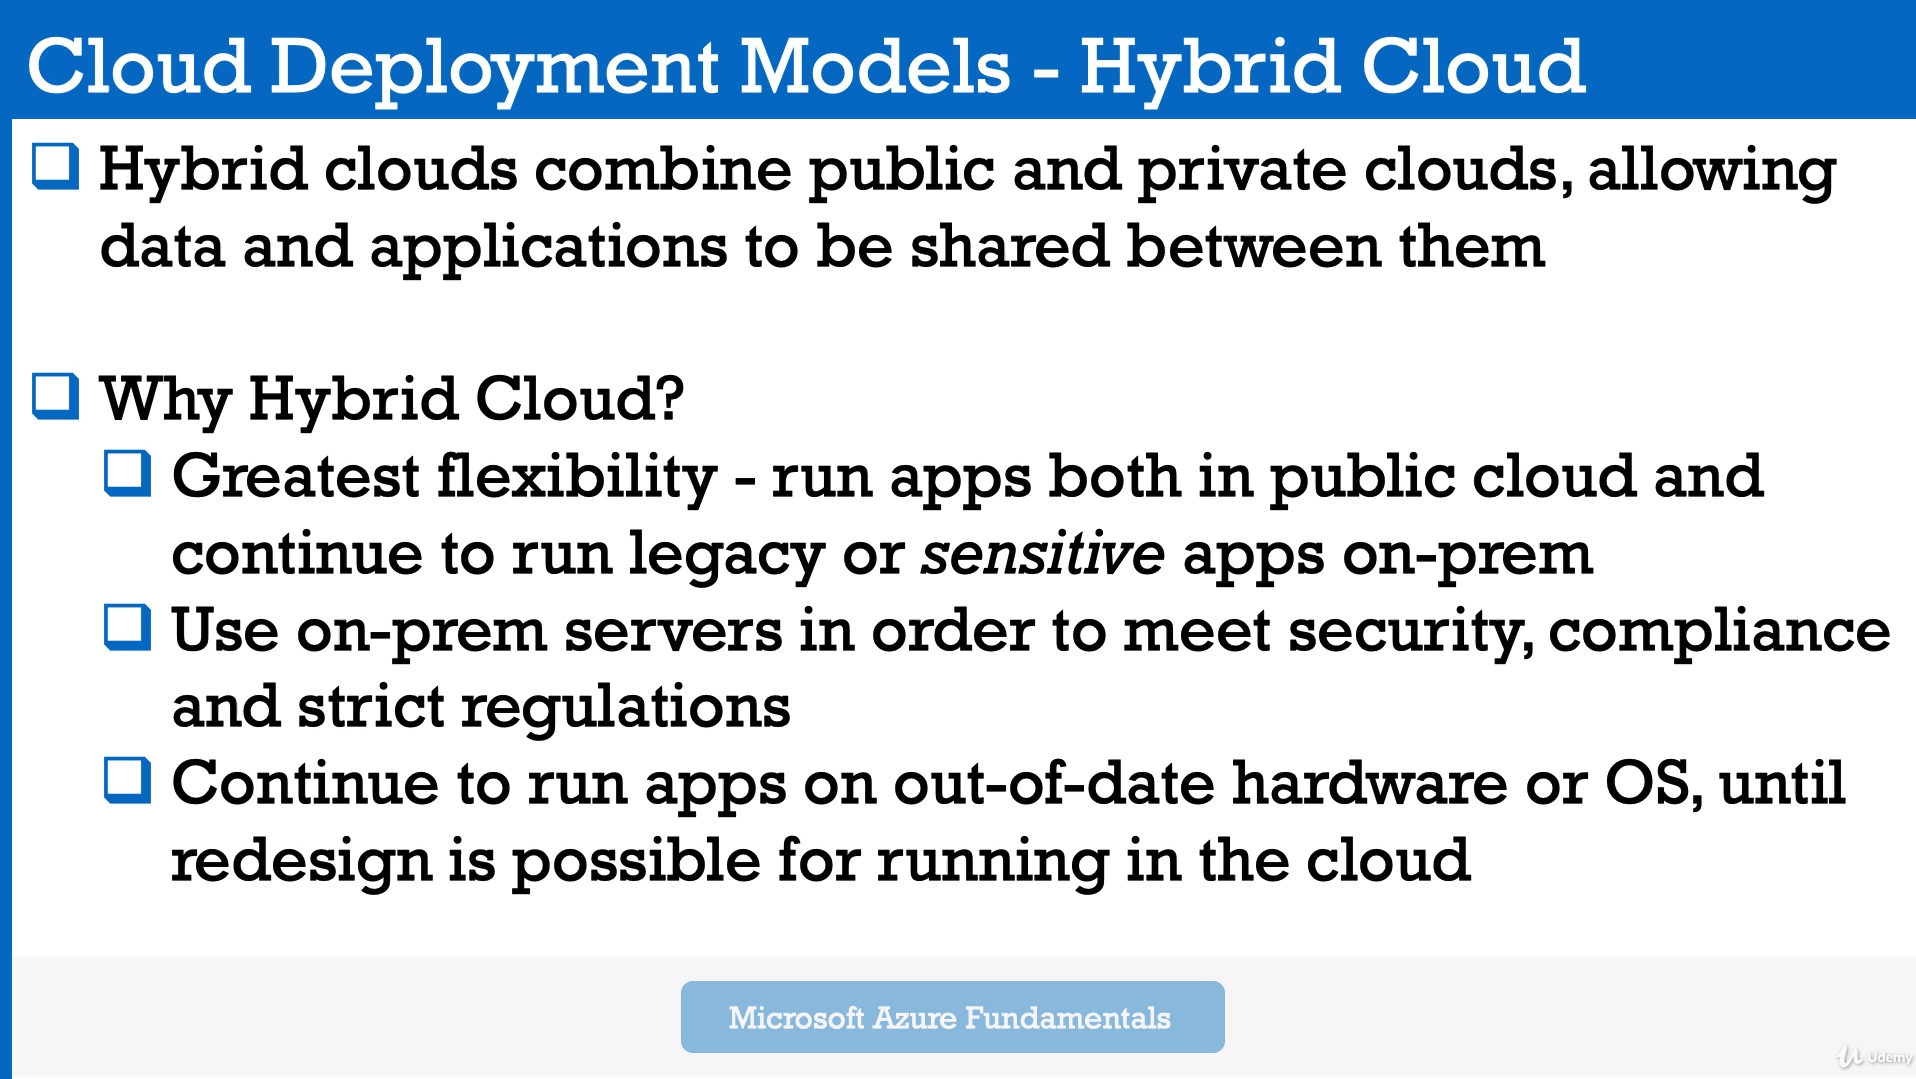 Cloud Deployment Models - Hybrid Cloud
Hybrid clouds combine public and private clouds, allowing
data and applications to be shared between them
Why Hybrid Cloud?
Greatest flexibility - run apps both in public cloud and
continue to run legacy or sensitive apps on-prem
Use on-prem servers in order to meet security, compliance
and strict regulations
Continue to run apps on out-of-date hardware or OS, until
redesign is possible for running in the cloud
Microsoft Azure Fundamentals
Udemy